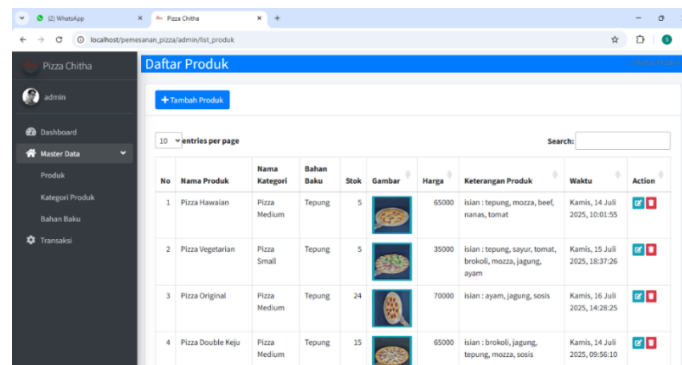 (2) WhatsApp
Pizza Chitha
localhost/pemesanan_pizza/admin/list_produk
Pizza Chitha
Daftar Produk
admin
Tambah Produk
Dashboard
Master Data
Produk
Kategori Produk
Bahan Baku
Transaksi
10 entries per page
Search:
No Nama Produk Nama Kategori Bahan Baku Stok Gambar Harga Keterangan Produk Waktu Action
1 Pizza Hawaian Pizza Medium Tepung 5 65000 isian : tepung, mozza, beef, nanas, tomat Kamis, 14 Juli 2025, 10:01:55
2 Pizza Vegetarian Pizza Small Tepung 5 35000 isian : tepung, sayur, tomat, brokoli, mozza, jagung, ayam Kamis, 15 Juli 2025, 18:37:26
3 Pizza Original Pizza Medium Tepung 24 70000 isian : ayam, jagung, sosis Kamis, 16 Juli 2025, 14:28:25
4 Pizza Double Keju Pizza Medium Tepung 15 65000 isian : brokoli, jagung, tepung, mozza, sosis Kamis, 14 Juli 2025, 09:56:10